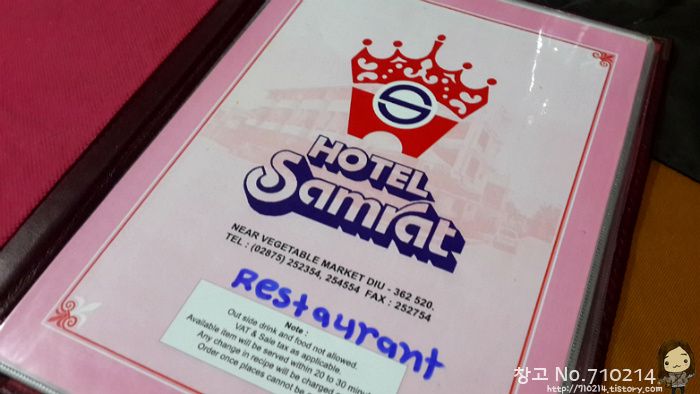 HOTEL
Samrat
NEAR VEGETABLE MARKET DIU - 362 520.
TEL : (02875) 252354, 254554 FAX : 252754
Restaurant
Note :
Out side drink and food not allowed.
VAT & Sale tax as applicable.
Available item will be served within 20 to 30
Any change in recipe will be charged
Order once places cannot be
창고 No.710214
http://710214.tistory.com